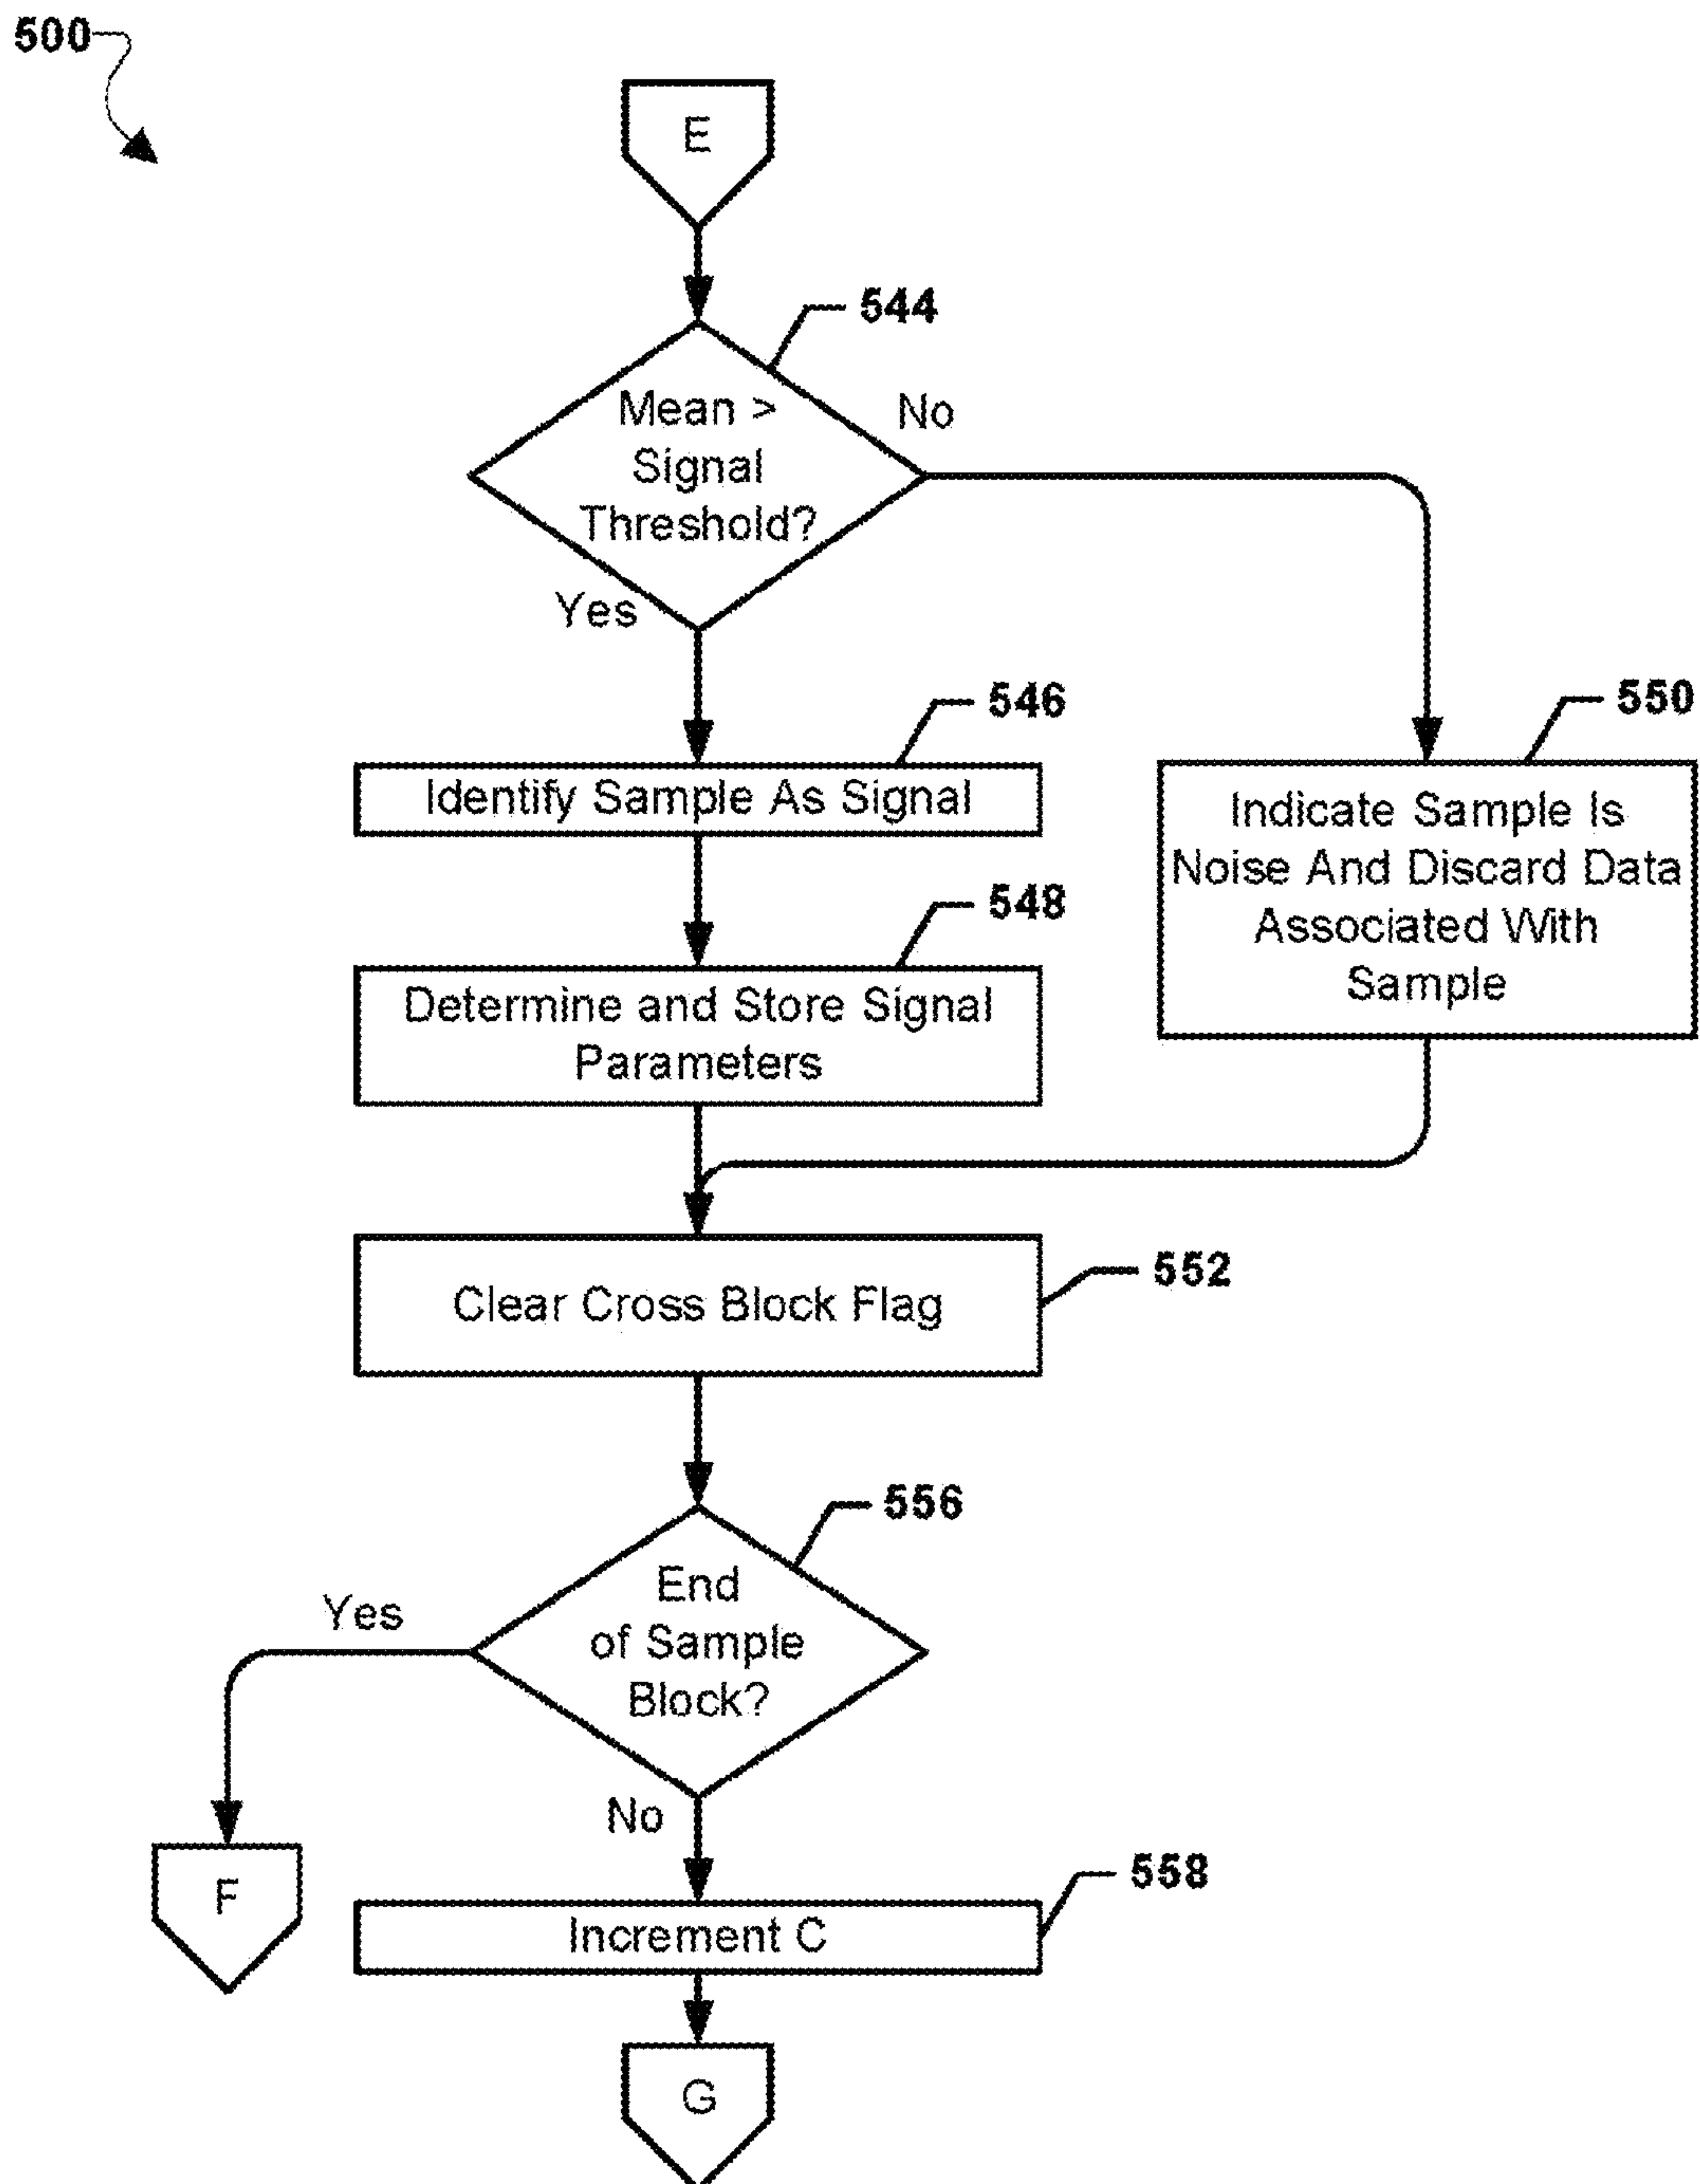 500
E
544
Mean >
Signal
Threshold?
No
Yes
546
Identify Sample As Signal
550
Indicate Sample Is
Noise And Discard Data
Associated With
Sample
548
Determine and Store Signal
Parameters
552
Clear Cross Block Flag
556
End
of Sample
Block?
Yes
No
F
558
Increment C
G